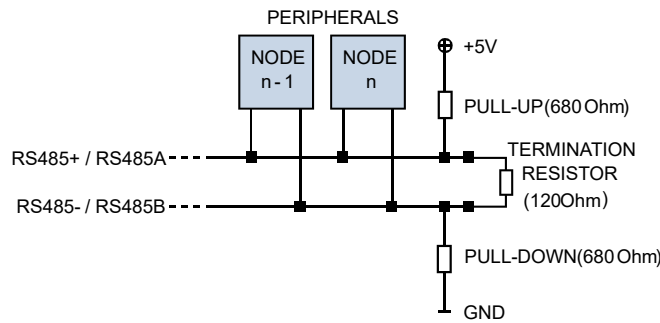 PERIPHERALS
NODE
n-1
NODE
n
+5V
PULL-UP(680 Ohm)
RS485+ / RS485A
TERMINATION
RESISTOR
(120Ohm)
RS485- / RS485B
PULL-DOWN(680 Ohm)
GND